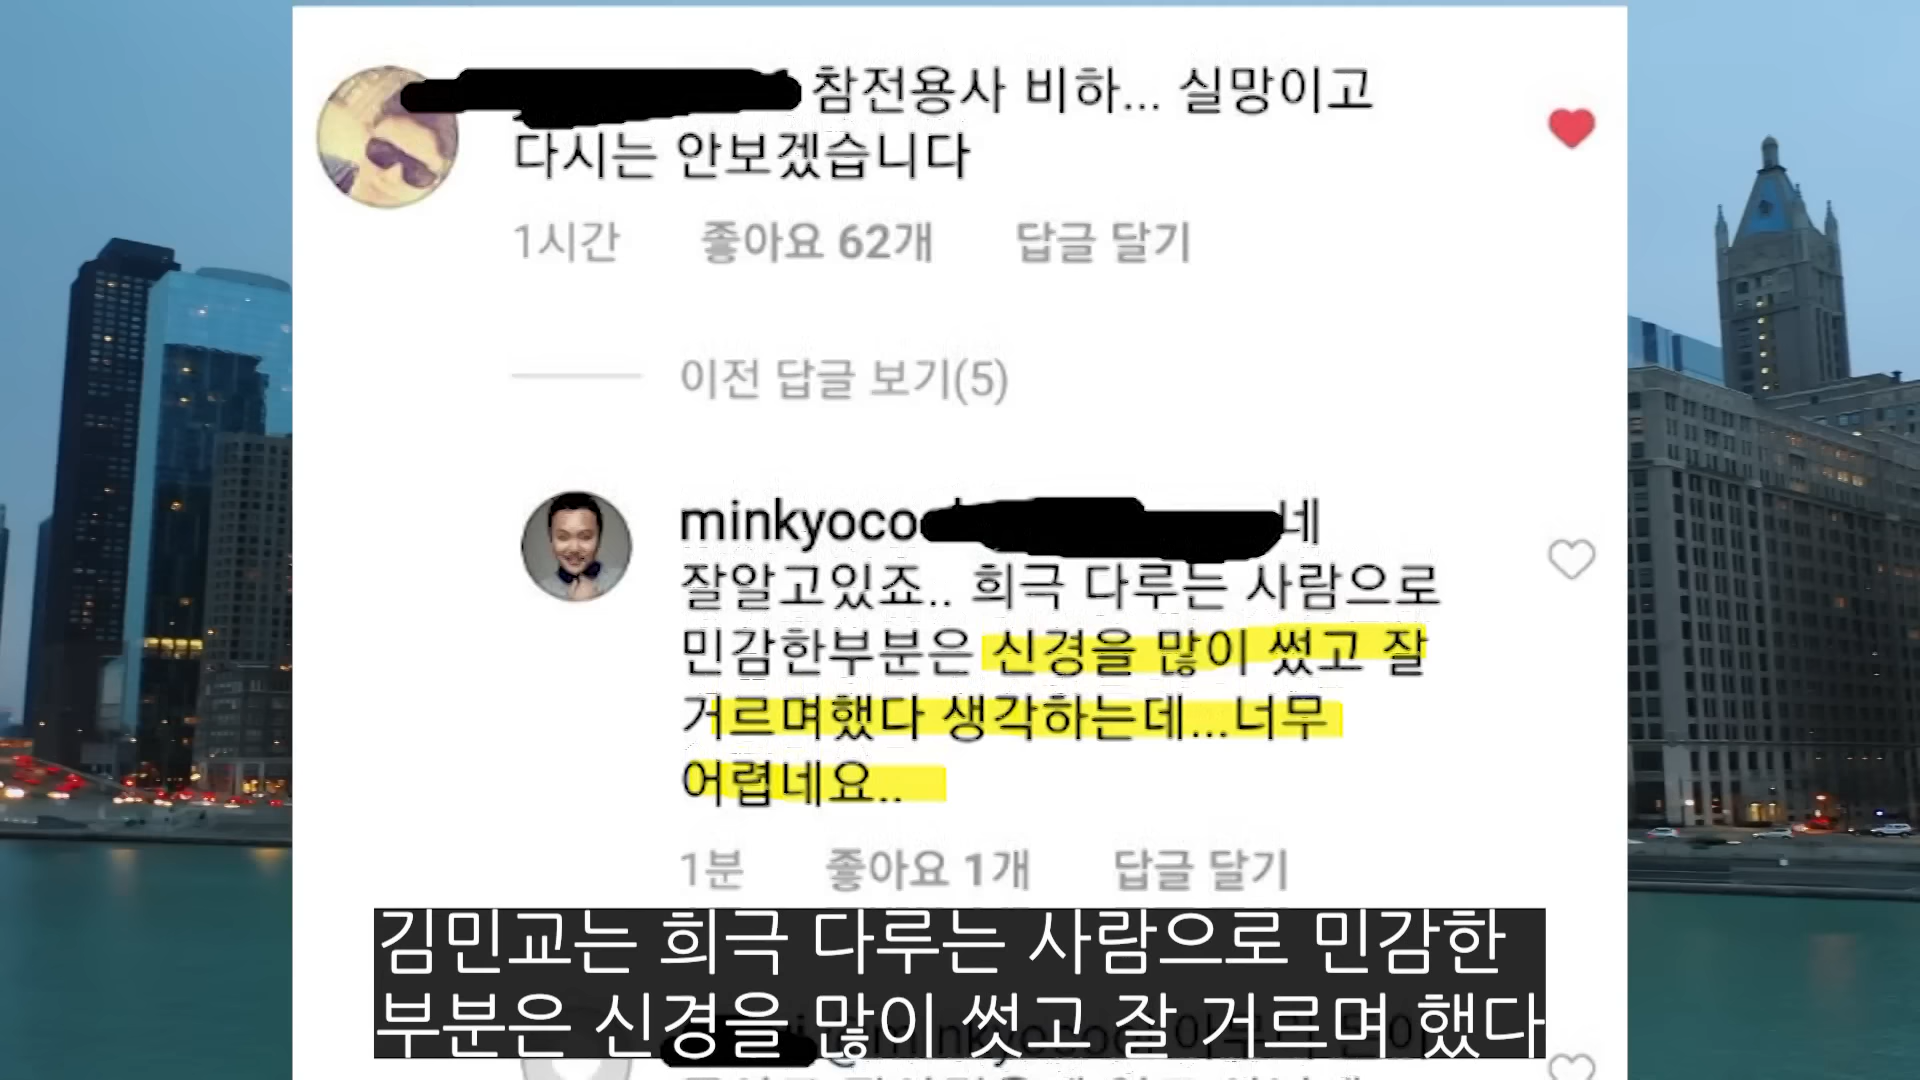 참전용사 비하... 실망이고
다시는 안보겠습니다
1시간 좋아요 62개 답글 달기
이전 답글 보기(5)
minkyoco 네
잘알고있죠.. 희극 다루는 사람으로
민감한부분은 신경을 많이 썼고 잘
거르며했다 생각하는데...너무
어렵네요..
1분 좋아요 1개 답글 달기
김민교는 희극 다루는 사람으로 민감한
부분은 신경을 많이 썻고 잘 거르며 했다